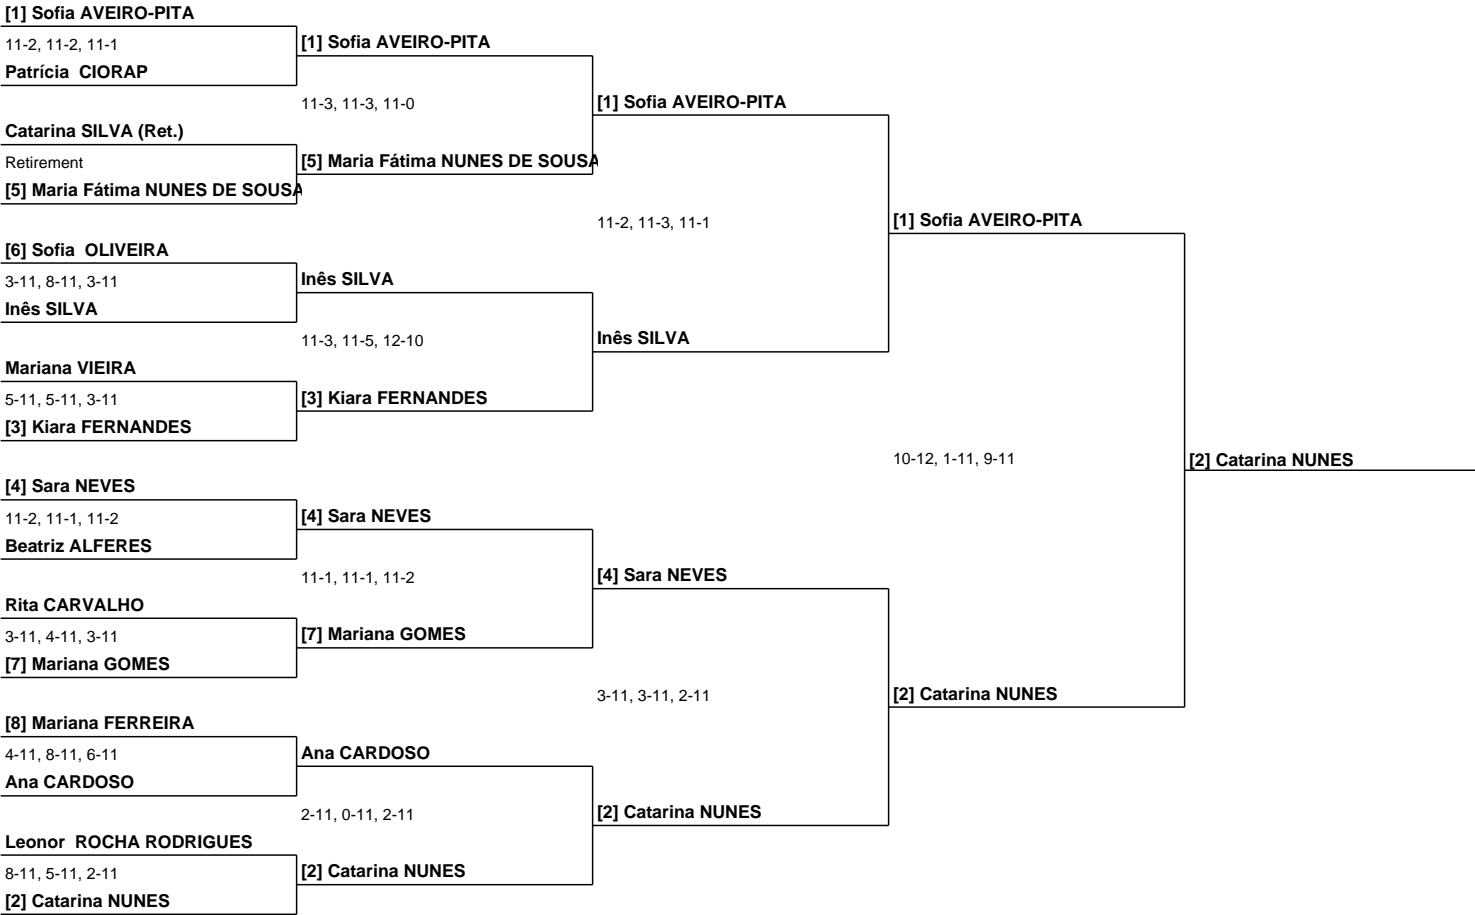 [1] Sofia AVEIRO-PITA
11-2, 11-2, 11-1
Patrícia  CIORAP
Catarina SILVA (Ret.)
Retirement
[5] Maria Fátima NUNES DE SOUSA
[6] Sofia  OLIVEIRA
3-11, 8-11, 3-11
Inês SILVA
Mariana VIEIRA
5-11, 5-11, 3-11
[3] Kiara FERNANDES
[4] Sara NEVES
11-2, 11-1, 11-2
Beatriz ALFERES
Rita CARVALHO
3-11, 4-11, 3-11
[7] Mariana GOMES
[8] Mariana FERREIRA
4-11, 8-11, 6-11
Ana CARDOSO
Leonor  ROCHA RODRIGUES
8-11, 5-11, 2-11
[2] Catarina NUNES
[1] Sofia AVEIRO-PITA
11-3, 11-3, 11-0
[5] Maria Fátima NUNES DE SOUSA
Inês SILVA
11-3, 11-5, 12-10
[3] Kiara FERNANDES
[4] Sara NEVES
11-1, 11-1, 11-2
[7] Mariana GOMES
Ana CARDOSO
2-11, 0-11, 2-11
[2] Catarina NUNES
[1] Sofia AVEIRO-PITA
11-2, 11-3, 11-1
Inês SILVA
[4] Sara NEVES
3-11, 3-11, 2-11
[2] Catarina NUNES
[1] Sofia AVEIRO-PITA
10-12, 1-11, 9-11
[2] Catarina NUNES
[2] Catarina NUNES